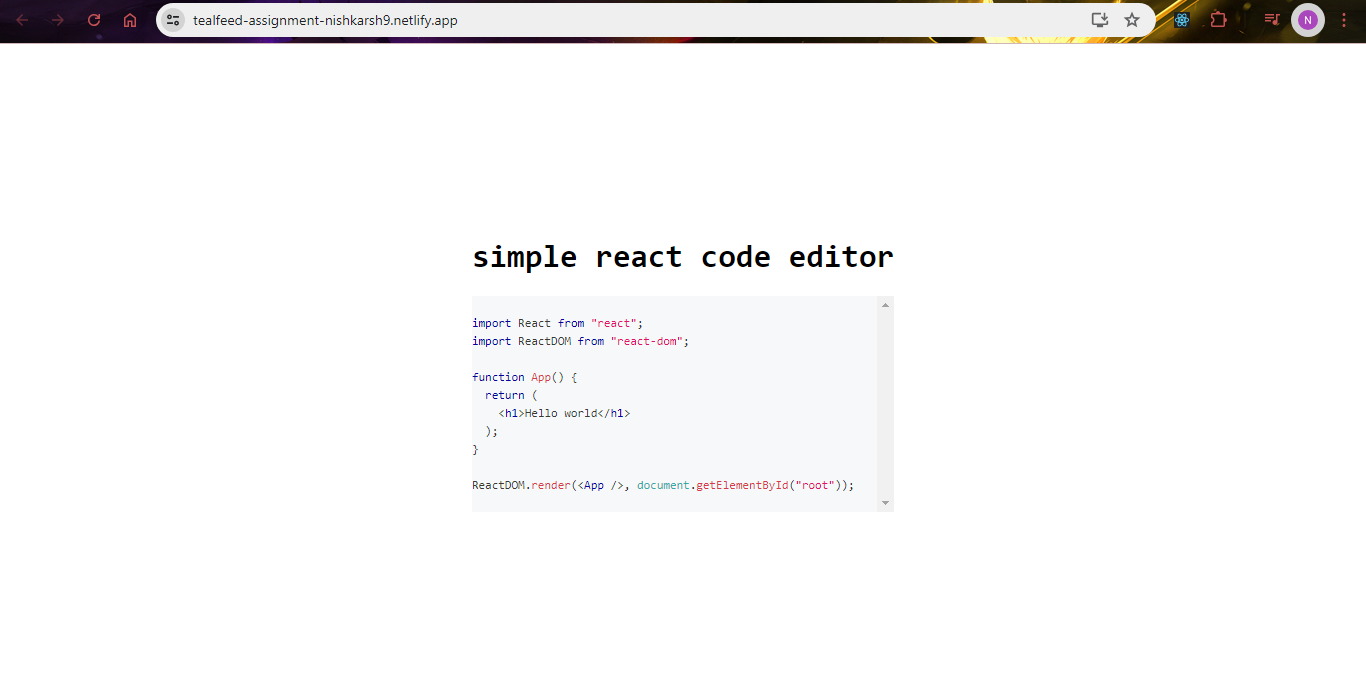 tealfeed-assignment-nishkarsh9.netlify.app
N
simple react code editor
import React from "react";
import ReactDOM from "react-dom";
function App() {
  return (
    <h1>Hello world</h1>
  );
}
ReactDOM.render(<App />, document.getElementById("root"));